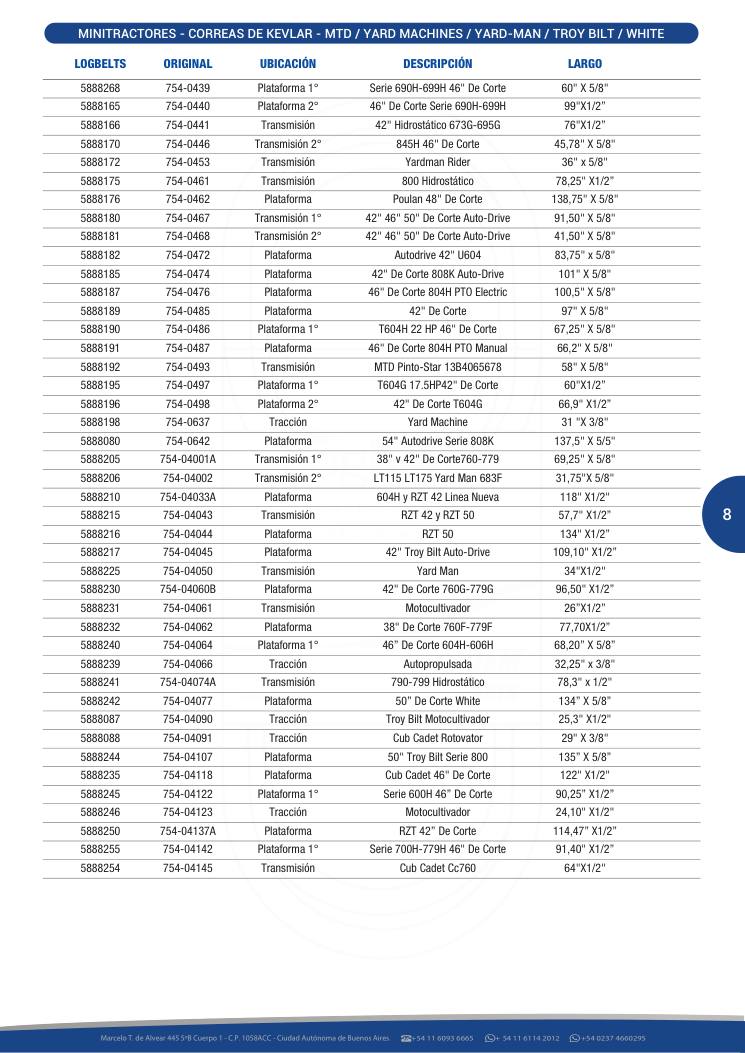 MINITRACTORES - CORREAS DE KEVLAR - MTD / YARD MACHINES / YARD-MAN / TROY BILT / WHITE
LOGBELTS ORIGINAL UBICACIÓN DESCRIPCIÓN LARGO
5888268 754-0439 Plataforma 1° Serie 690H-699H 46" De Corte 60" X 5/8"
5888165 754-0440 Plataforma 2° 46" De Corte Serie 690H-699H 99"X1/2”
5888166 754-0441 Transmisión 42" Hidrostático 673G-695G 76"X1/2”
5888170 754-0446 Transmisión 2° 845H 46" De Corte 45,78" X 5/8"
5888172 754-0453 Transmisión Yardman Rider 36" x 5/8"
5888175 754-0461 Transmisión 800 Hidrostático 78,25" X1/2”
5888176 754-0462 Plataforma Poulan 48" De Corte 138,75" X 5/8"
5888180 754-0467 Transmisión 1° 42" 46" 50" De Corte Auto-Drive 91,50" X 5/8"
5888181 754-0468 Transmisión 2° 42" 46" 50" De Corte Auto-Drive 41,50" X 5/8"
5888182 754-0472 Plataforma Autodrive 42" U604 83,75" x 5/8"
5888185 754-0474 Plataforma 42" De Corte 808K Auto-Drive 101" X 5/8"
5888187 754-0476 Plataforma 46" De Corte 804H PTO Electric 100,5" X 5/8"
5888189 754-0485 Plataforma 42" De Corte 97" X 5/8"
5888190 754-0486 Plataforma 1° T604H 22 HP 46" De Corte 67,25" X 5/8"
5888191 754-0487 Plataforma 46" De Corte 804H PTO Manual 66,2" X 5/8"
5888192 754-0493 Transmisión MTD Pinto-Star 13B4065678 58" X 5/8"
5888195 754-0497 Plataforma 1° T604G 17.5HP42" De Corte 60"X1/2”
5888196 754-0498 Plataforma 2° 42" De Corte T604G 66,9" X1/2”
5888198 754-0637 Tracción Yard Machine 31 "X 3/8"
5888080 754-0642 Plataforma 54" Autodrive Serie 808K 137,5" X 5/5"
5888205 754-04001A Transmisión 1° 38" v 42" De Corte760-779 69,25" X 5/8"
5888206 754-04002 Transmisión 2° LT115 LT175 Yard Man 683F 31,75"X 5/8"
5888210 754-04033A Plataforma 604H y RZT 42 Linea Nueva 118" X1/2"
5888215 754-04043 Transmisión RZT 42 y RZT 50 57,7" X1/2”
5888216 754-04044 Plataforma RZT 50 134" X1/2”
5888217 754-04045 Plataforma 42" Troy Bilt Auto-Drive 109,10" X1/2”
5888225 754-04050 Transmisión Yard Man 34"X1/2"
5888230 754-04060B Plataforma 42" De Corte 760G-779G 96,50" X1/2”
5888231 754-04061 Transmisión Motocultivador 26”X1/2”
5888232 754-04062 Plataforma 38" De Corte 760F-779F 77,70X1/2”
5888240 754-04064 Plataforma 1° 46” De Corte 604H-606H 68,20” X 5/8”
5888239 754-04066 Tracción Autopropulsada 32,25" x 3/8"
5888241 754-04074A Transmisión 790-799 Hidrostático 78,3" x 1/2"
5888242 754-04077 Plataforma 50” De Corte White 134” X 5/8"
5888087 754-04090 Tracción Troy Bilt Motocultivador 25,3" X1/2"
5888088 754-04091 Tracción Cub Cadet Rotovator 29" X 3/8"
5888244 754-04107 Plataforma 50" Troy Bilt Serie 800 135” X 5/8"
5888235 754-04118 Plataforma Cub Cadet 46" De Corte 122" X1/2"
5888245 754-04122 Plataforma 1° Serie 600H 46” De Corte 90,25” X1/2”
5888246 754-04123 Tracción Motocultivador 24,10" X1/2”
5888250 754-04137A Plataforma RZT 42” De Corte 114,47” X1/2”
5888255 754-04142 Plataforma 1° Serie 700H-779H 46" De Corte 91,40" X1/2”
5888254 754-04145 Transmisión Cub Cadet Cc760 64"X1/2"
8
Marcelo T. de Alvear 445 5ºB Cuerpo 1 - C.P. 1058ACC - Ciudad Autónoma de Buenos Aires. +54 11 6093 6665 + 54 11 6114 2012 +54 0237 4660295